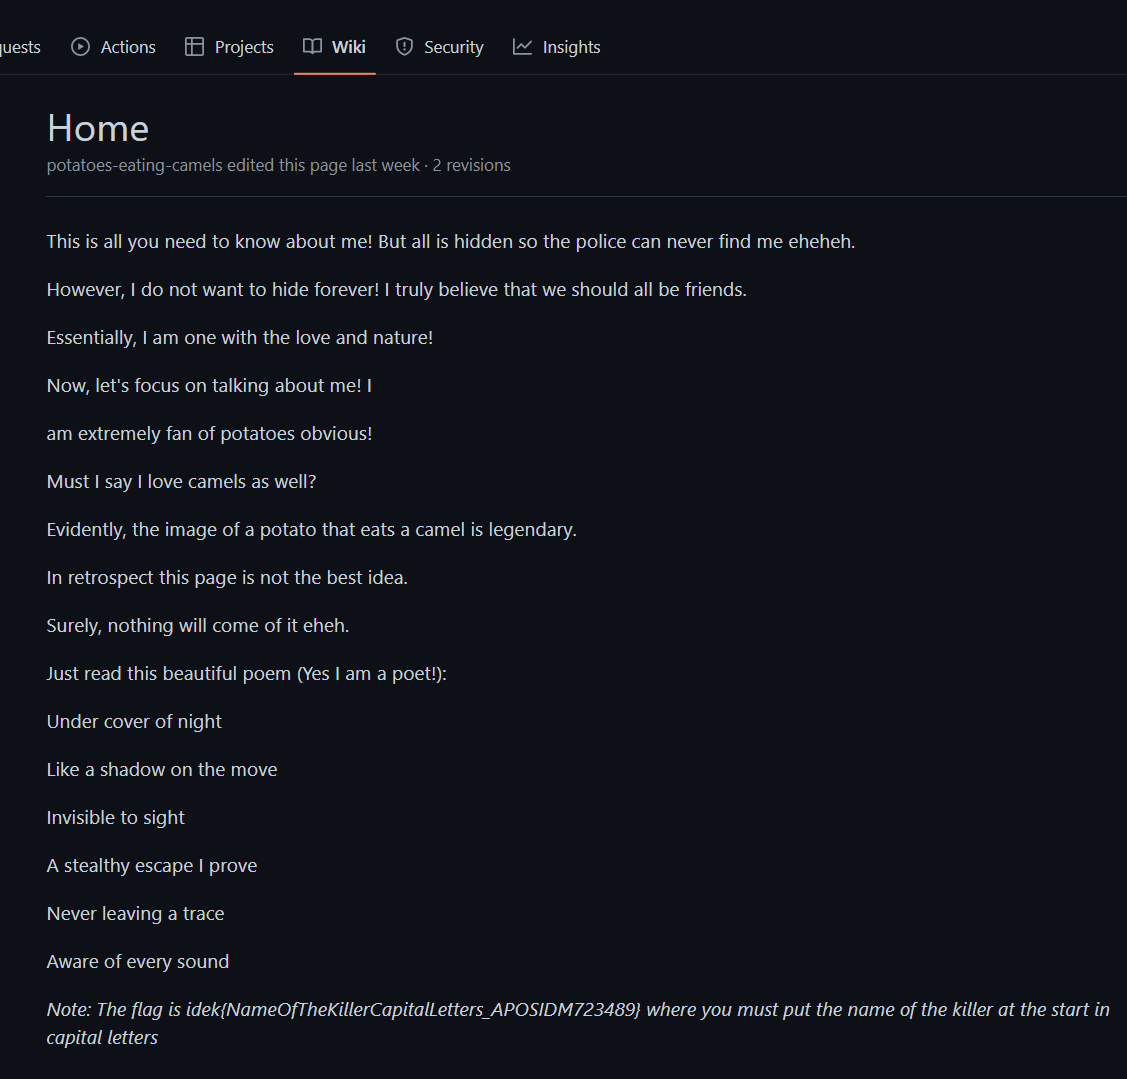 Actions Projects Wiki Security Insights
Home
potatoes-eating-camels edited this page last week · 2 revisions
This is all you need to know about me! But all is hidden so the police can never find me eheheh.
However, I do not want to hide forever! I truly believe that we should all be friends.
Essentially, I am one with the love and nature!
Now, let's focus on talking about me! I
am extremely fan of potatoes obvious!
Must I say I love camels as well?
Evidently, the image of a potato that eats a camel is legendary.
In retrospect this page is not the best idea.
Surely, nothing will come of it eheh.
Just read this beautiful poem (Yes I am a poet!):
Under cover of night
Like a shadow on the move
Invisible to sight
A stealthy escape I prove
Never leaving a trace
Aware of every sound
Note: The flag is idek{NameOfTheKillerCapitalLetters_APOSIDM723489} where you must put the name of the killer at the start in
capital letters